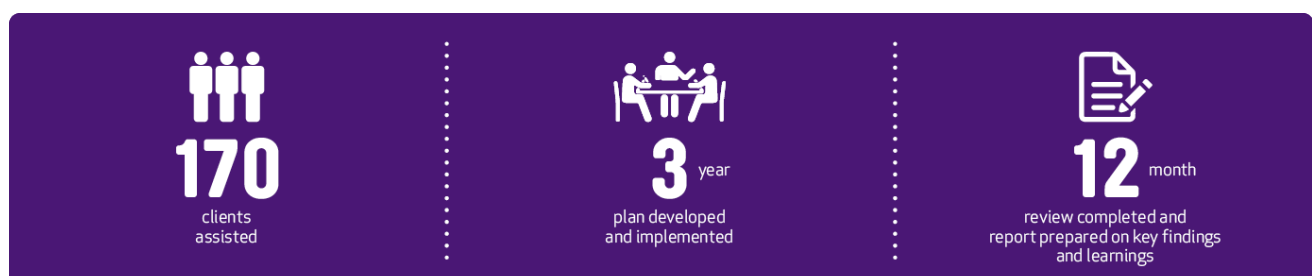 170
clients
assisted
3 year
plan developed
and implemented
12 month
review completed and
report prepared on key findings
and learnings